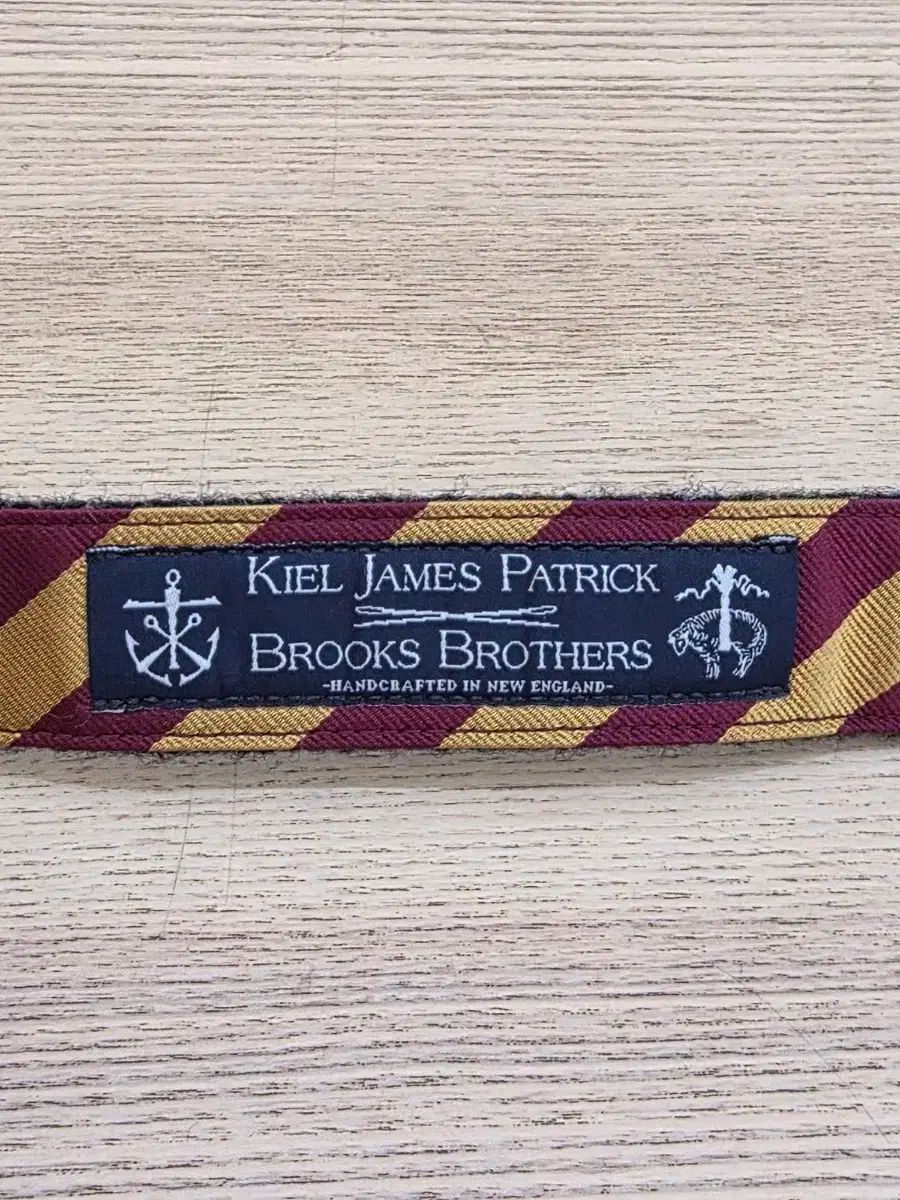 KIEL JAMES PATRICK
BROOKS BROTHERS
-HANDCRAFTED IN NEW ENGLAND-